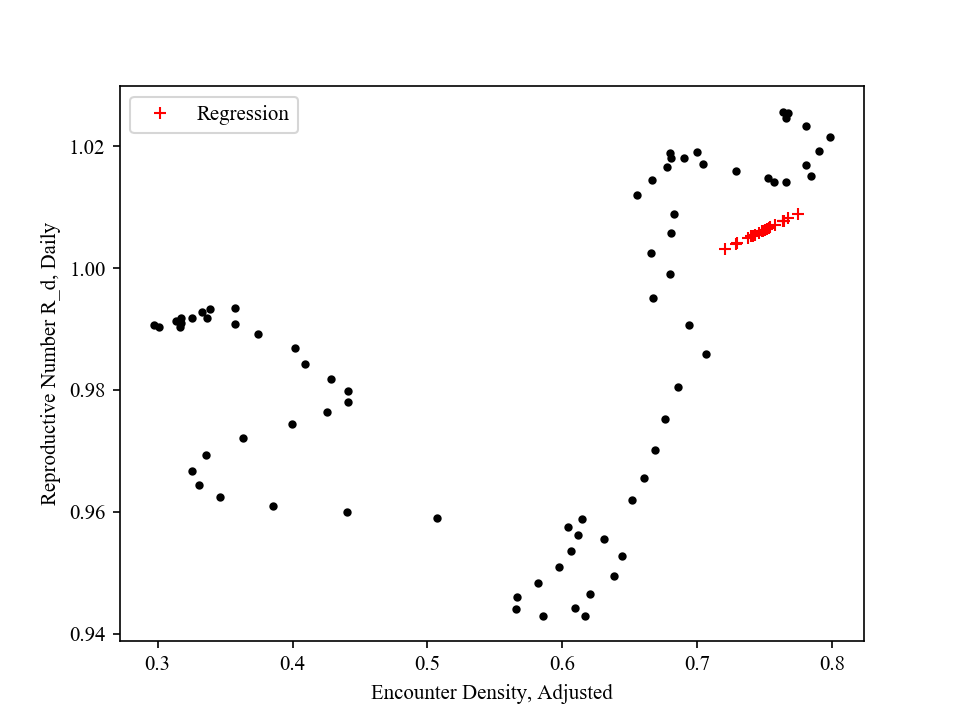 Regression
1.02
1.00
0.98
0.96
0.94
Reproductive Number R_d, Daily
0.3 0.4 0.5 0.6 0.7 0.8
Encounter Density, Adjusted